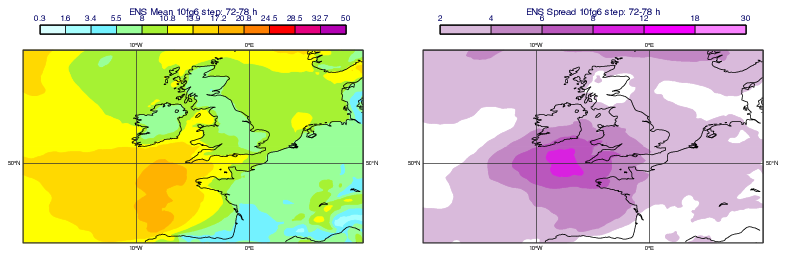 ENS Mean 10fg6 step: 72-78 h
0.3 1.6 3.4 5.5 8 10.8 13.9 17.2 20.8 24.5 28.5 32.7 50
10°W 0°E
50°N 50°N
10°W 0°E
ENS Spread 10fg6 step: 72-78 h
2 4 6 8 12 18 30
10°W 0°E
50°N
10°W 0°E